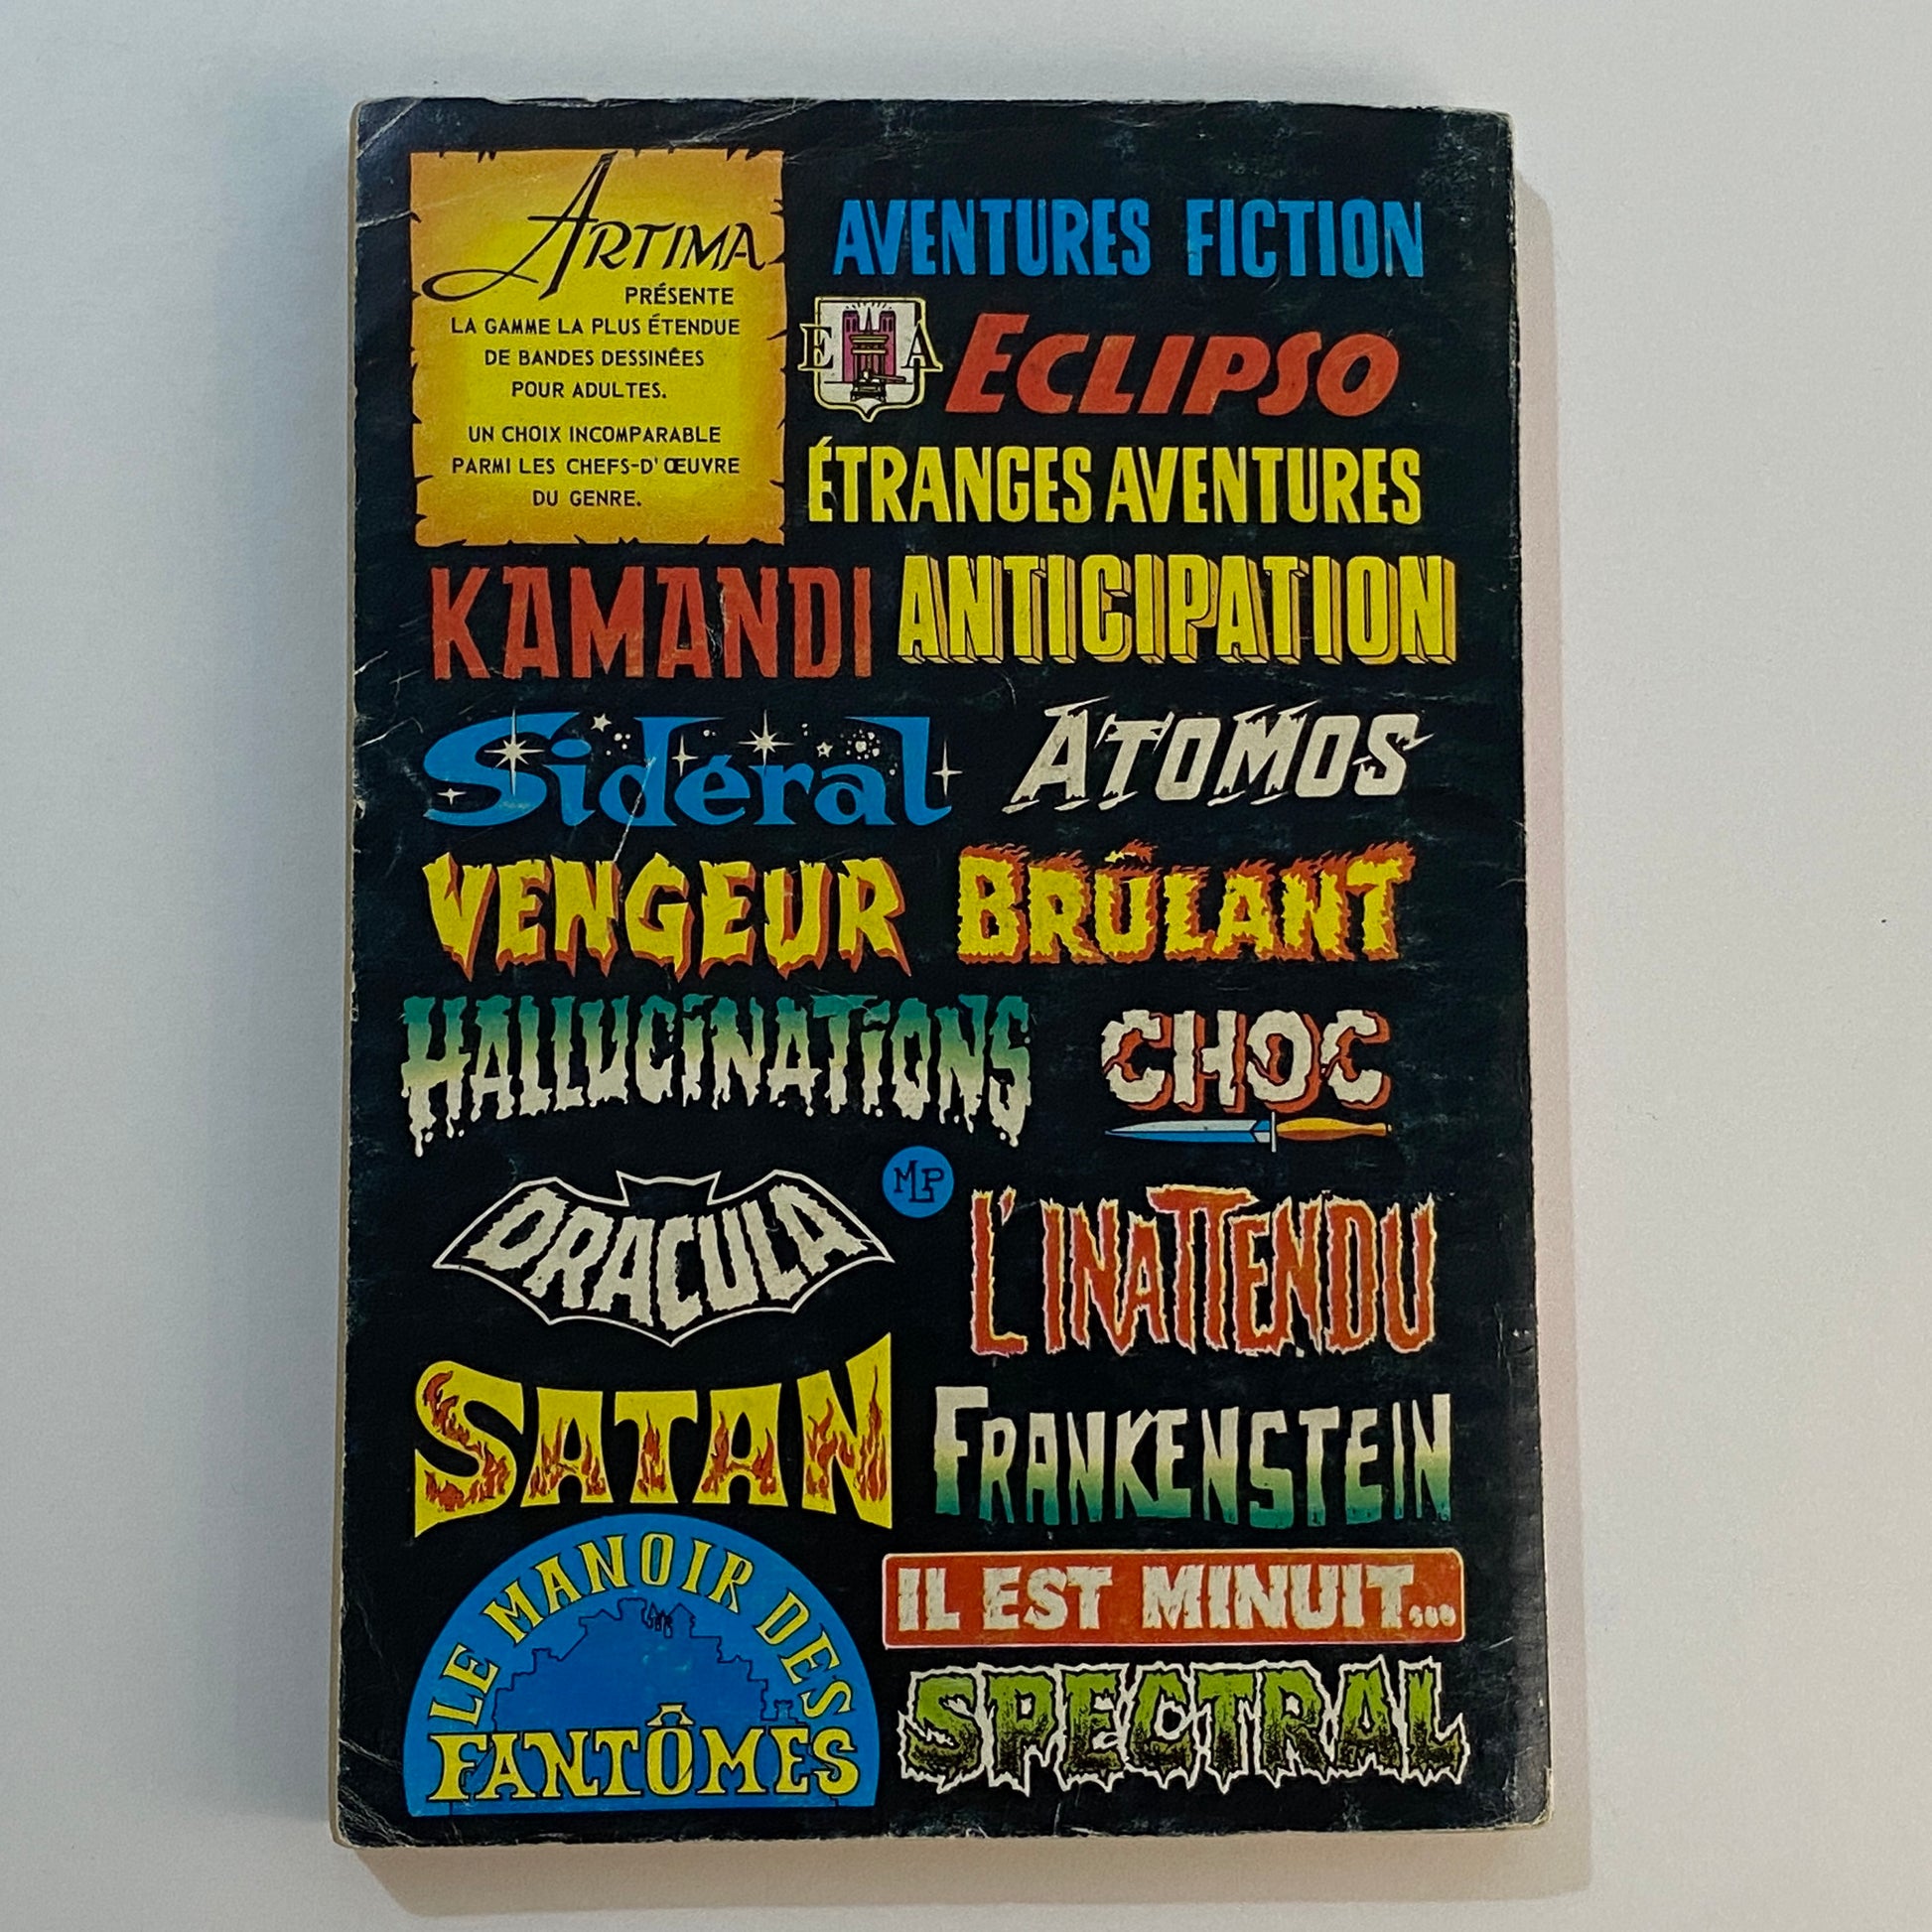 ARTIMA
PRÉSENTE
LA GAMME LA PLUS ÉTENDUE
DE BANDES DESSINÉES
POUR ADULTES.
UN CHOIX INCOMPARABLE
PARMI LES CHEFS-D'ŒUVRE
DU GENRE.
AVENTURES FICTION
E A
ECLIPSO
ÉTRANGES AVENTURES
KAMANDI
ANTICIPATION
Sidéral
ATOMOS
VENGEUR
BRÛLANT
HALLUCINATIONS
CHOC
DRACULA
MLP
L'INATTENDU
SATAN
FRANKENSTEIN
LE MANOIR DES
FANTÔMES
IL EST MINUIT...
SPECTRAL